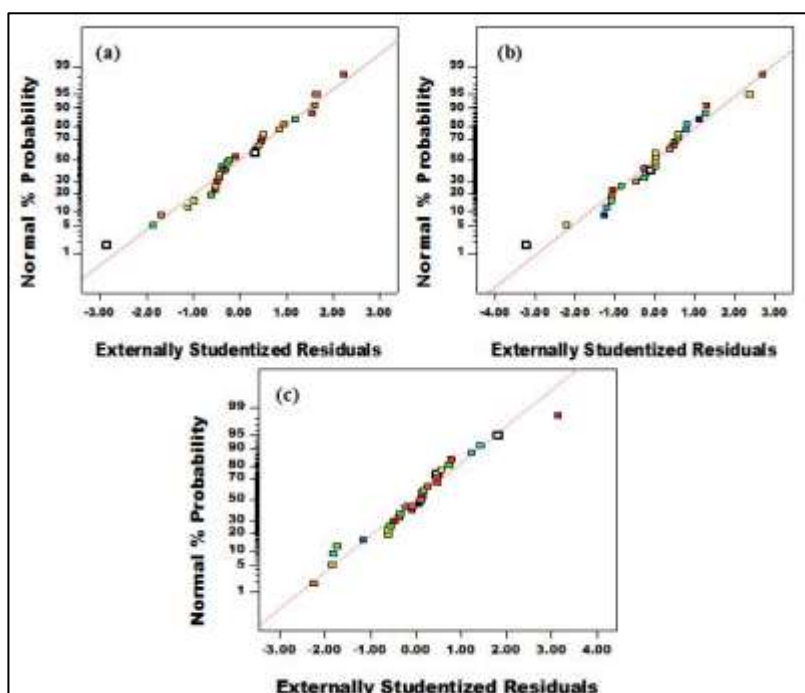 (a)
Normal % Probability
99
95
90
80
70
50
30
20
10
5
1
-3.00 -2.00 -1.00 0.00 1.00 2.00 3.00
Externally Studentized Residuals
(b)
Normal % Probability
99
95
90
80
70
50
30
20
10
5
1
-4.00 -3.00 -2.00 -1.00 0.00 1.00 2.00 3.00
Externally Studentized Residuals
(c)
Normal % Probability
99
95
90
80
70
50
30
20
10
5
1
-3.00 -2.00 -1.00 0.00 1.00 2.00 3.00 4.00
Externally Studentized Residuals